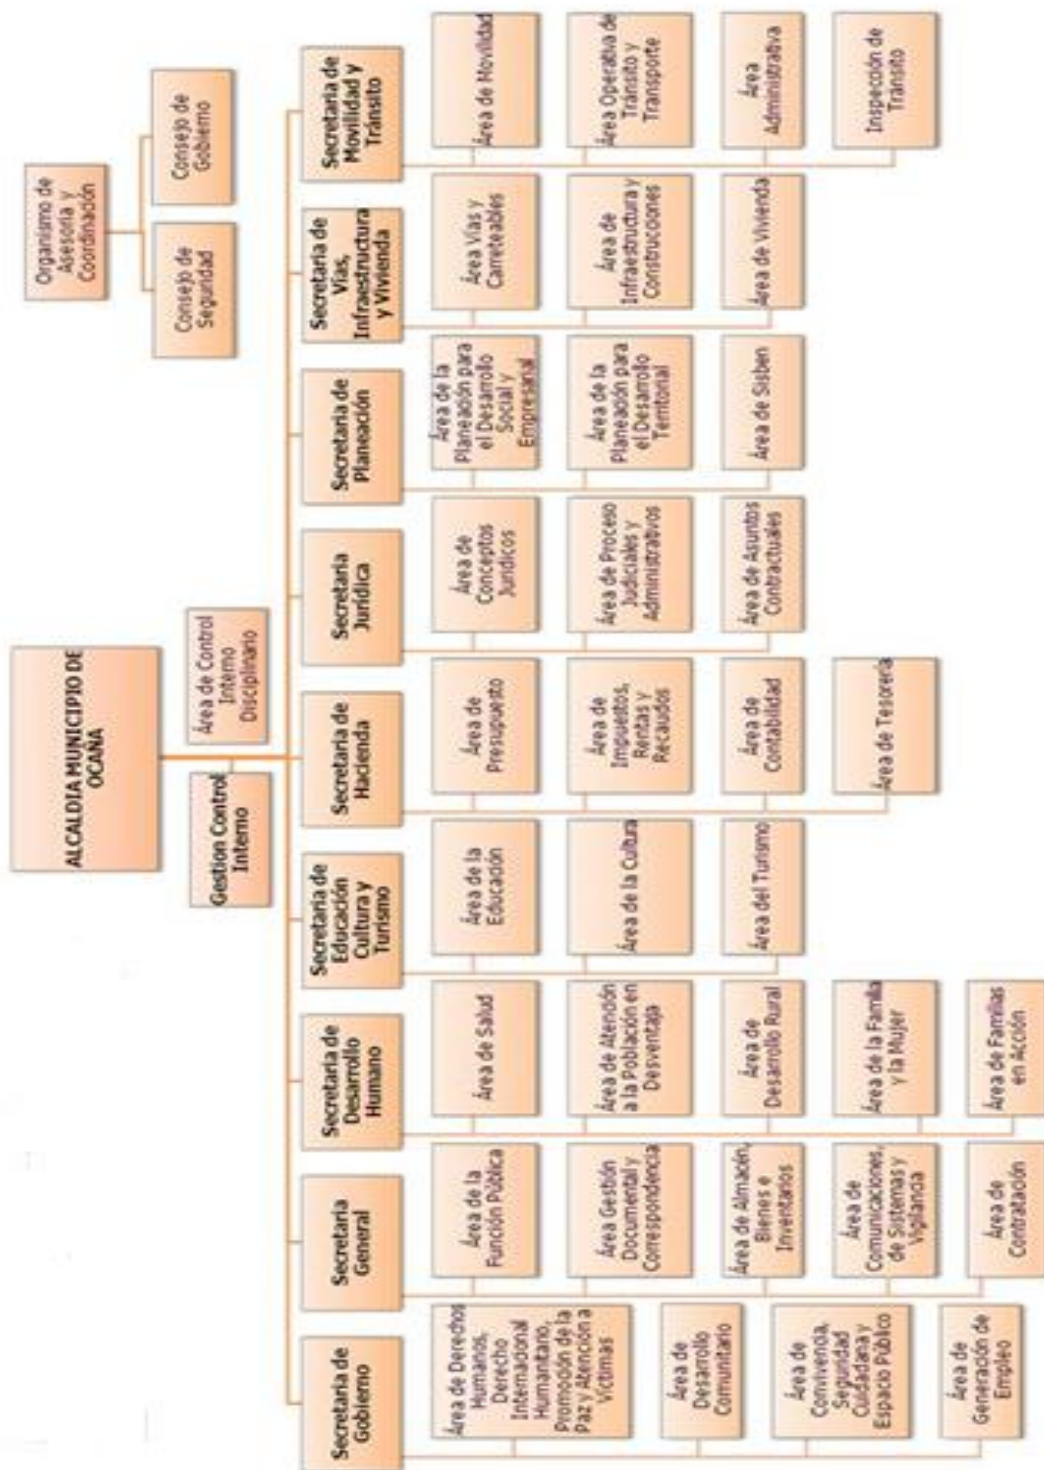 ALCALDIA MUNICIPIO DE
OCAÑA
Organismo de
Asesoria y
Coordinación
Consejo de
Seguridad
Consejo de
Gobierno
Gestion Control
Interno
Área de Control
Interno
Disciplinario
Secretaria de
Gobierno
Área de Derechos
Humanos,
Derecho
Internacional
Humanitario,
Promoción de la
Paz y Atención a
Víctimas
Área de
Desarrollo
Comunitario
Área de
Convivencia,
Seguridad
Cuidadana y
Espacio Público
Área de
Generación de
Empleo
Secretaria
General
Área de la
Función Pública
Área Gestión
Documental y
Correspondencia
Área de Almacén,
Bienes e
Inventarios
Área de
Comunicaciones,
de Sistemas y
Vigilancia
Área de
Contratación
Secretaria de
Desarrollo
Humano
Área de Salud
Área de Atención
a la Población en
Desventaja
Área de
Desarrollo Rural
Área de la Familia
y la Mujer
Área de Familias
en Acción
Secretaria de
Educación
Cultura y
Turismo
Área de la
Educación
Área de la Cultura
Área del Turismo
Secretaria de
Hacienda
Área de
Presupuesto
Área de
Impuestos,
Rentas y
Recaudos
Área de
Contabilidad
Área de Tesorería
Secretaria
Jurídica
Área de
Conceptos
Jurídicos
Área de Proceso
Judiciales y
Administrativos
Área de Asuntos
Contractuales
Secretaria de
Planeación
Área de la
Planeación para
el Desarrollo
Social y
Empresarial
Área de la
Planeación para
el Desarrollo
Territorial
Área de Sisben
Secretaria de
Vías,
Infraestructura
y Vivienda
Área Vías y
Carreteables
Área de
Infraestructura y
Construcciones
Área de Vivienda
Secretaria de
Movilidad y
Tránsito
Área de Movilidad
Área Operativa de
Tránsito y
Transporte
Área
Administrativa
Inspección de
Tránsito